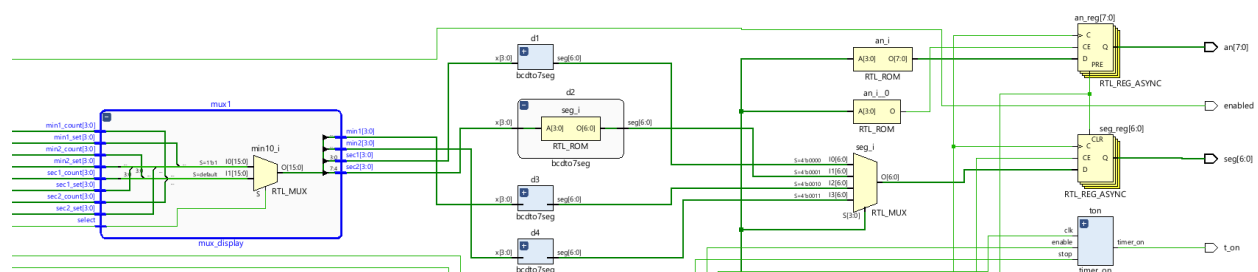 mux1
min1_count[3:0]
min1_set[3:0]
min2_count[3:0]
min2_set[3:0]
sec1_count[3:0]
sec1_set[3:0]
sec2_count[3:0]
sec2_set[3:0]
select
min10_i
S=1'b1
I0[15:0]
S=default
I1[15:0]
O[15:0]
S
RTL_MUX
min1[3:0]
min2[3:0]
sec1[3:0]
sec2[3:0]
mux_display
d1
x[3:0]
seg[6:0]
bcdto7seg
d2
seg_i
x[3:0]
A[3:0]
O[6:0]
seg[6:0]
RTL_ROM
bcdto7seg
d3
x[3:0]
seg[6:0]
bcdto7seg
d4
x[3:0]
seg[6:0]
bcdto7seg
an_i
A[3:0]
O[7:0]
RTL_ROM
an_i__0
A[3:0]
O
RTL_ROM
seg_i
S=4'b0000
I0[6:0]
S=4'b0001
I1[6:0]
S=4'b0010
I2[6:0]
S=4'b0011
I3[6:0]
O[6:0]
S[3:0]
RTL_MUX
an_reg[7:0]
C
CE
Q
D
PRE
RTL_REG_ASYNC
an[7:0]
enabled
seg_reg[6:0]
CLR
C
CE
Q
D
RTL_REG_ASYNC
seg[6:0]
ton
clk
enable
stop
timer_on
timer_on
t_on